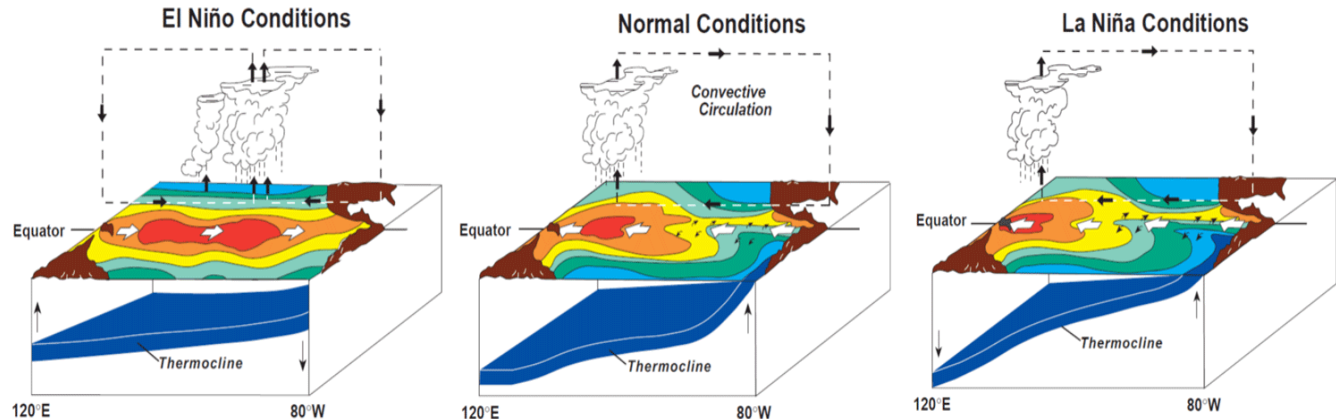 El Niño Conditions
Equator
Thermocline
120°E
80°W
Normal Conditions
Convective
Circulation
Equator
Thermocline
120°E
80°W
La Niña Conditions
Equator
Thermocline
120°E
80°W